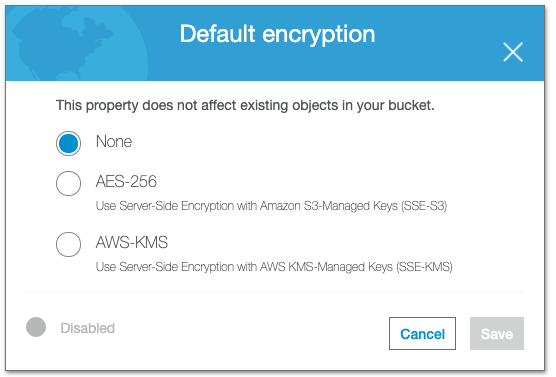 Default encryption
This property does not affect existing objects in your bucket.
None
AES-256
Use Server-Side Encryption with Amazon S3-Managed Keys (SSE-S3)
AWS-KMS
Use Server-Side Encryption with AWS KMS-Managed Keys (SSE-KMS)
Disabled
Cancel
Save